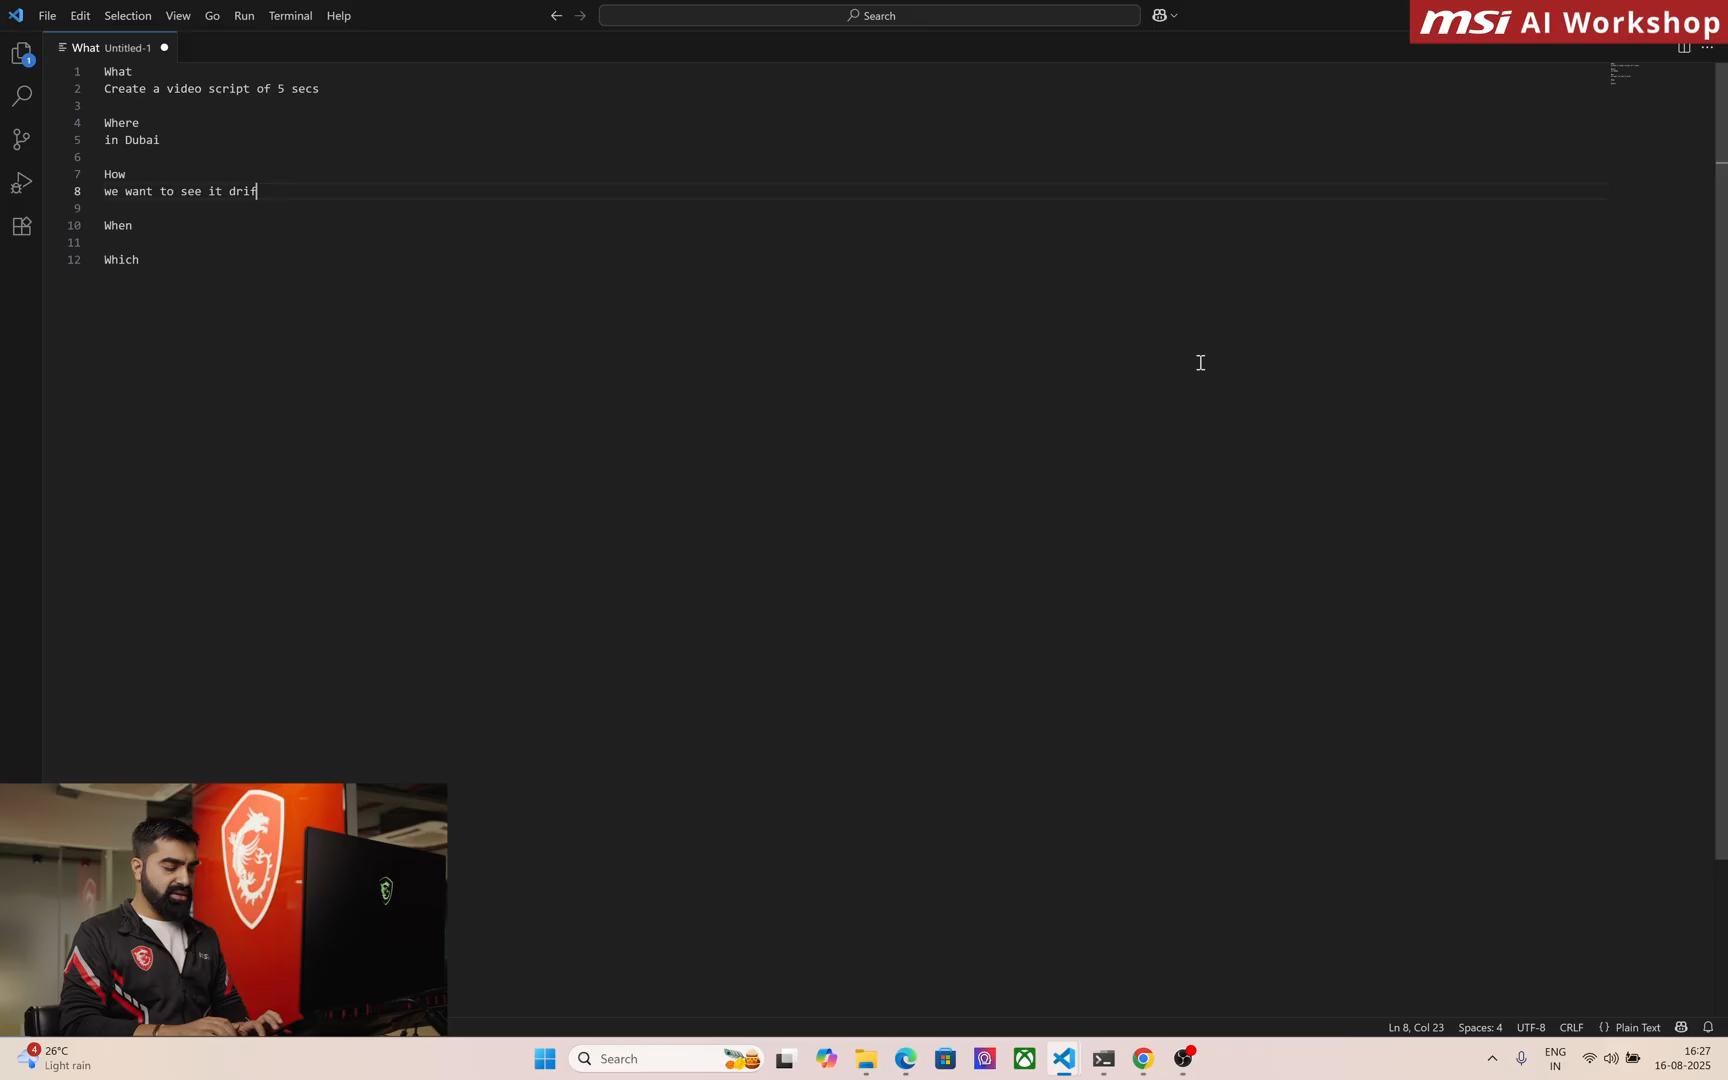 File Edit Selection View Go Run Terminal Help
Search
msi AI Workshop
What Untitled-1
1
1 What
2 Create a video script of 5 secs
3
4 Where
5 in Dubai
6
7 How
8 we want to see it drif
9
10 When
11
12 Which
Ln 8, Col 23 Spaces: 4 UTF-8 CRLF {} Plain Text
4
26°C
Light rain
Search
ENG
IN
16:27
16-08-2025